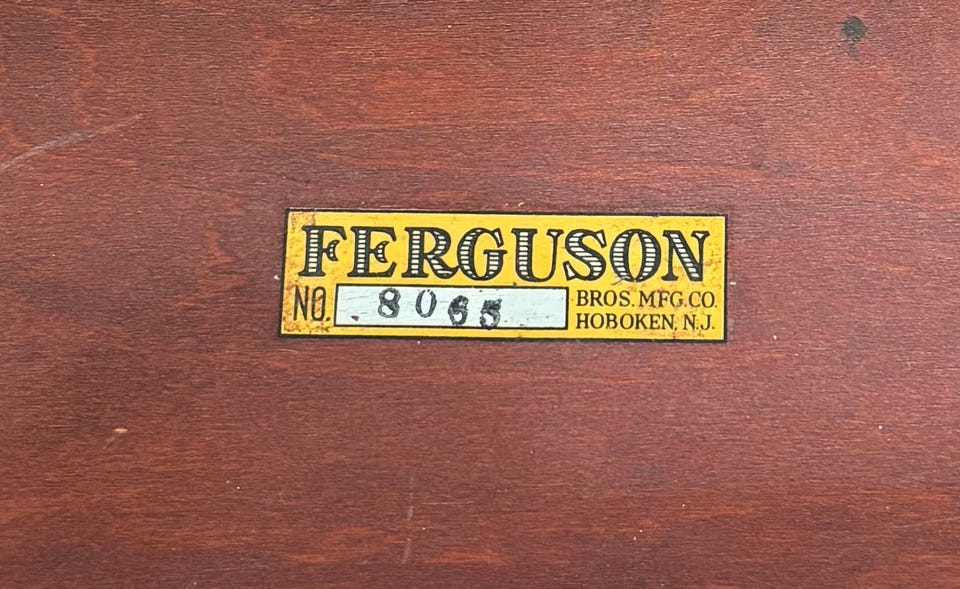 FERGUSON
NO. 8065
BROS. MFG. CO.
HOBOKEN, N.J.